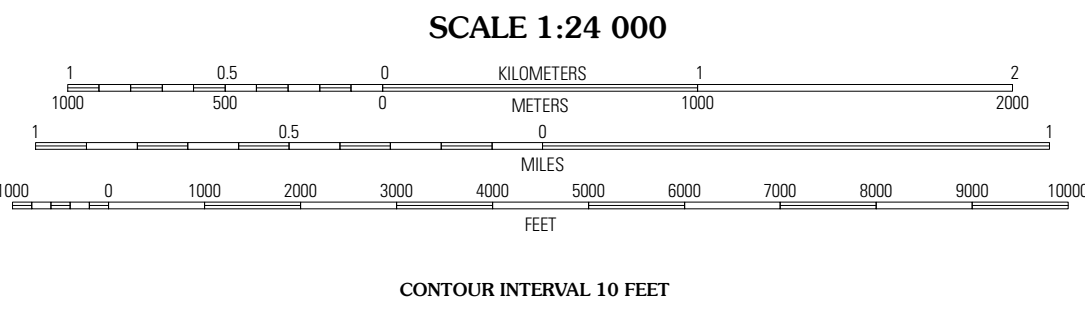 SCALE 1:24 000
1 0.5 0 KILOMETERS 1 2
1000 500 0 METERS 1000 2000
1 0.5 0 1
MILES
1000 0 1000 2000 3000 4000 5000 6000 7000 8000 9000 10000
FEET
CONTOUR INTERVAL 10 FEET